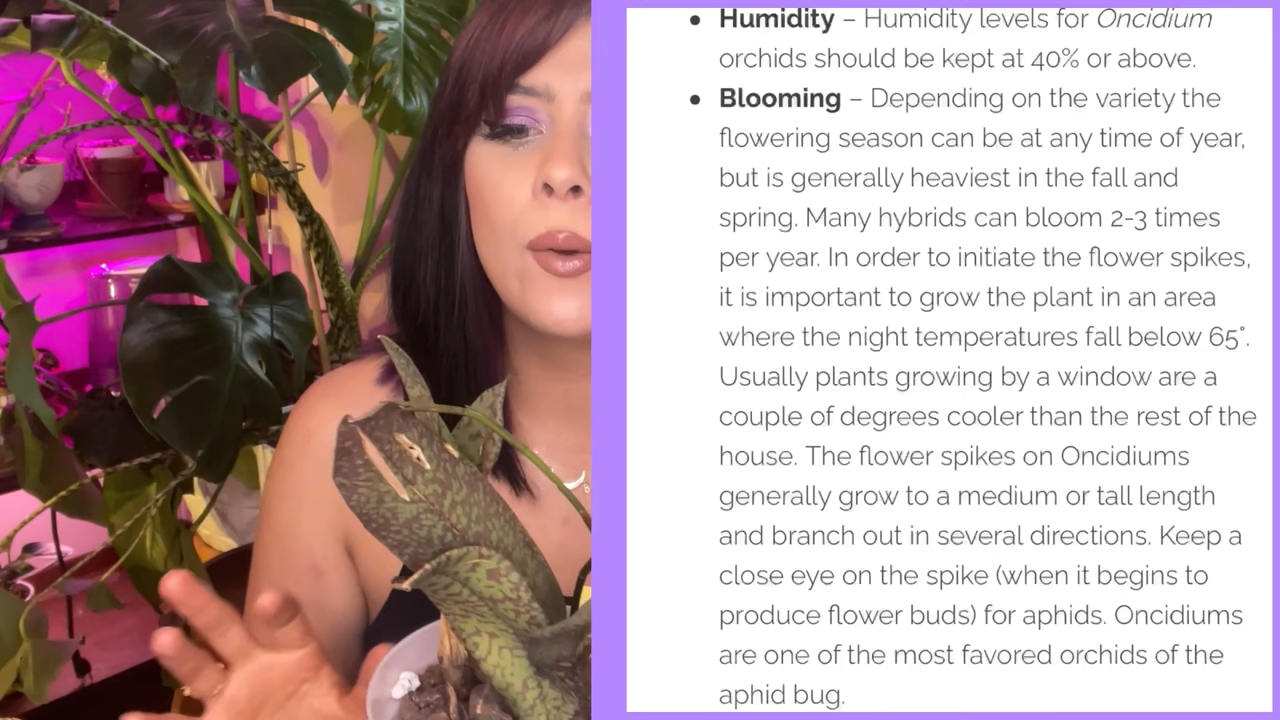 • Humidity – Humidity levels for Oncidium
orchids should be kept at 40% or above.
• Blooming – Depending on the variety the
flowering season can be at any time of year,
but is generally heaviest in the fall and
spring. Many hybrids can bloom 2-3 times
per year. In order to initiate the flower spikes,
it is important to grow the plant in an area
where the night temperatures fall below 65°.
Usually plants growing by a window are a
couple of degrees cooler than the rest of the
house. The flower spikes on Oncidiums
generally grow to a medium or tall length
and branch out in several directions. Keep a
close eye on the spike (when it begins to
produce flower buds) for aphids. Oncidiums
are one of the most favored orchids of the
aphid bug.